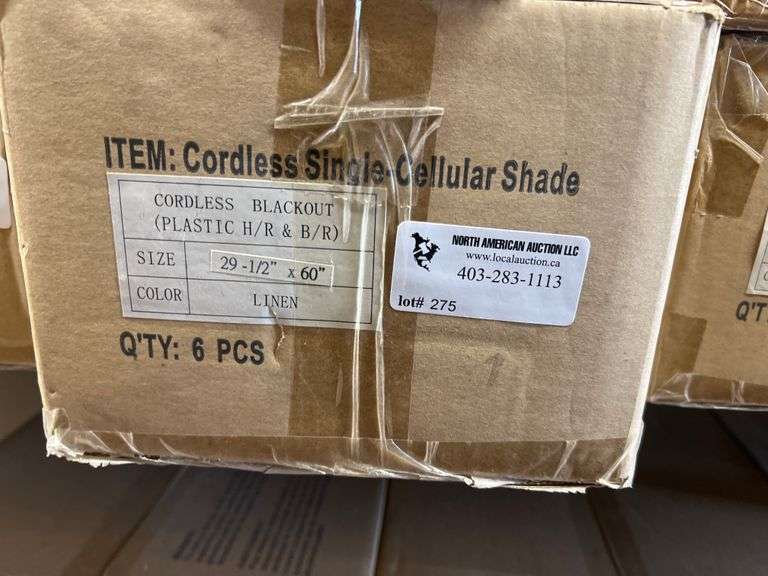 ITEM: Cordless Single-Cellular Shade
CORDLESS BLACKOUT
(PLASTIC H/R & B/R)
SIZE 29-1/2" x 60"
COLOR LINEN
Q'TY: 6 PCS
NORTH AMERICAN AUCTION LLC
www.localauction.ca
403-283-1113
lot# 275
Q'T